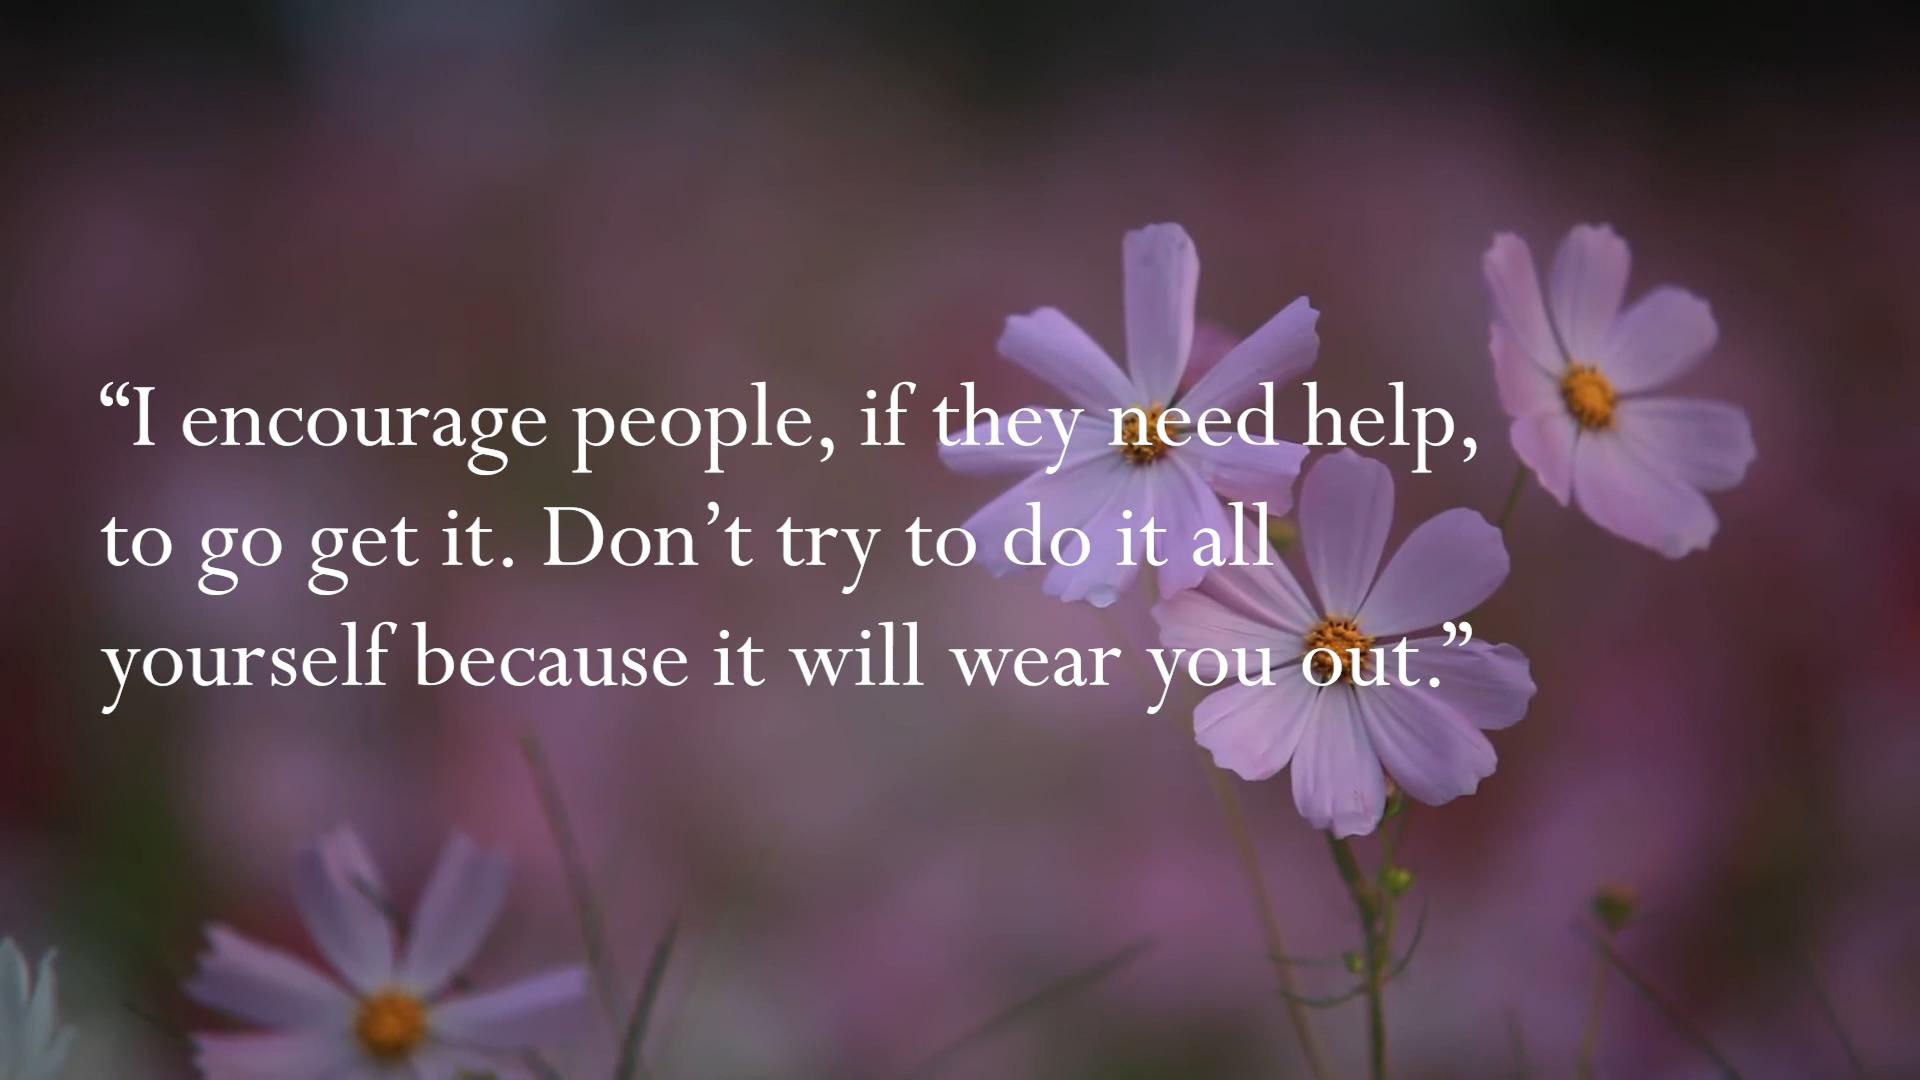 “I encourage people, if they need help,
to go get it. Don’t try to do it all
yourself because it will wear you out.”